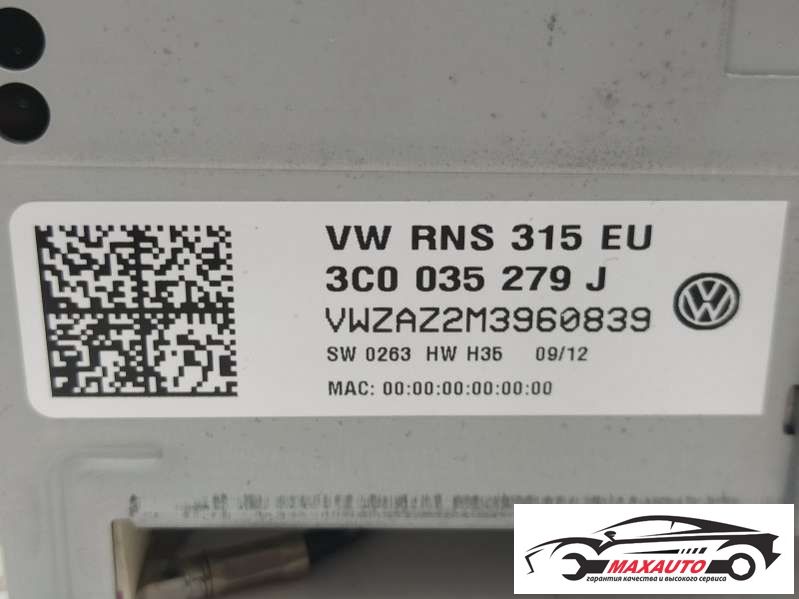 VW RNS 315 EU
3C0 035 279 J
VWZAZ2M3960839
SW 0263 HW H35 09/12
MAC: 00:00:00:00:00:00
MAXAUTO
гарантия качества и высокого сервиса